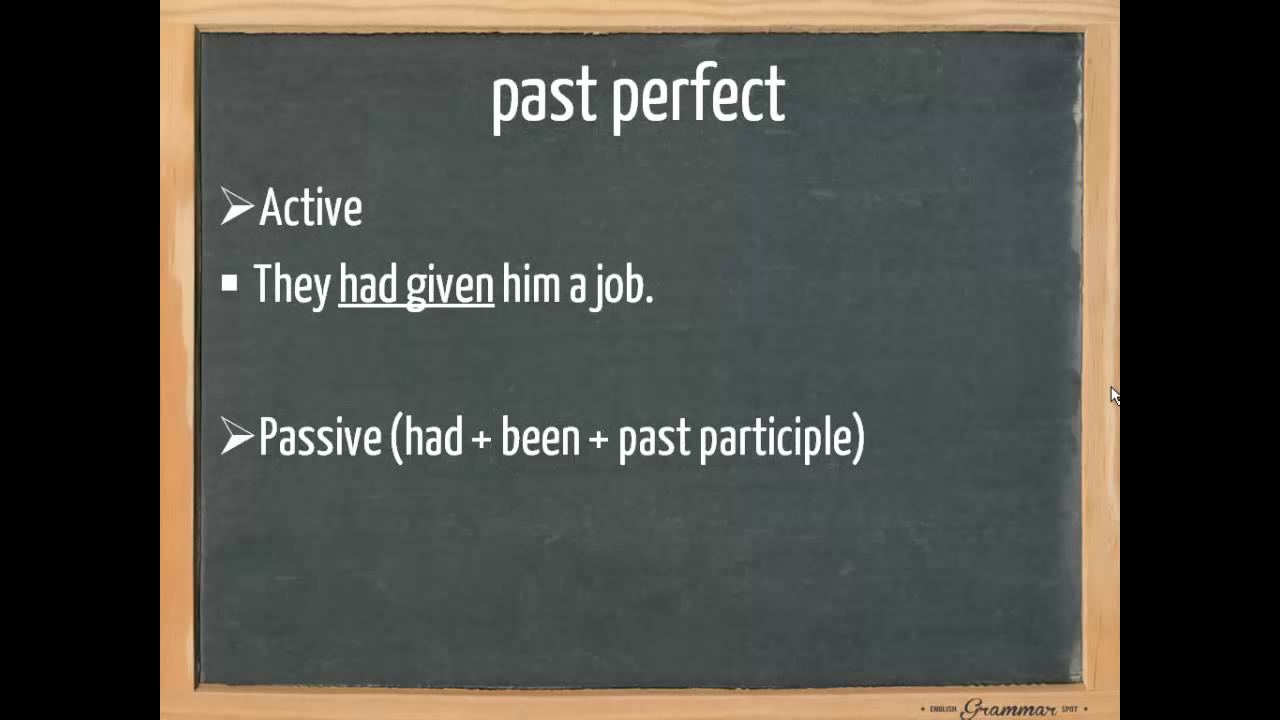 past perfect
➢Active
▪ They had given him a job.
➢Passive (had + been + past participle)
• ENGLISH Grammar SPOT •